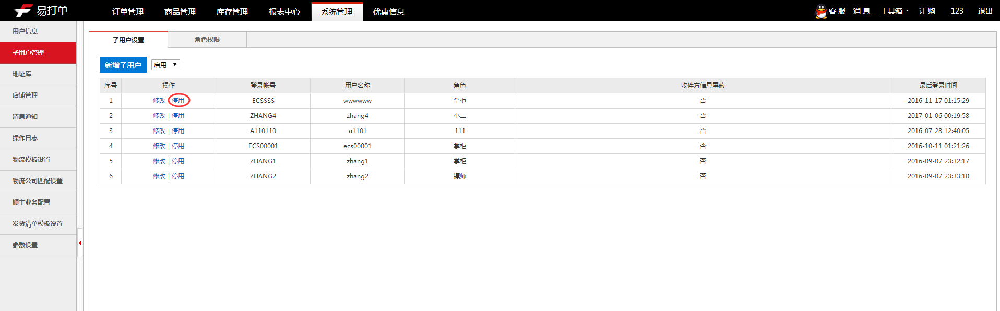 易打单 订单管理 商品管理 库存管理 报表中心 系统管理 优惠信息 客 服 消 息 工具箱 订 购 123 退出
用户信息
子用户管理
地址库
店铺管理
消息通知
操作日志
物流模板设置
物流公司匹配设置
顺丰业务配置
发货清单模板设置
参数设置
子用户设置 角色权限
新增子用户 启用
序号 操作 登录帐号 用户名称 角色 收件方信息屏蔽 最后登录时间
1 修改 | 停用 ECSSSS wwwwww 掌柜 否 2016-11-17 01:15:29
2 修改 | 停用 ZHANG4 zhang4 小二 否 2017-01-06 00:19:58
3 修改 | 停用 A110110 a1101 111 否 2016-07-28 12:40:05
4 修改 | 停用 ECS00001 ecs00001 掌柜 否 2016-10-11 01:21:26
5 修改 | 停用 ZHANG1 zhang1 掌柜 否 2016-09-07 23:32:17
6 修改 | 停用 ZHANG2 zhang2 镖师 否 2016-09-07 23:33:10